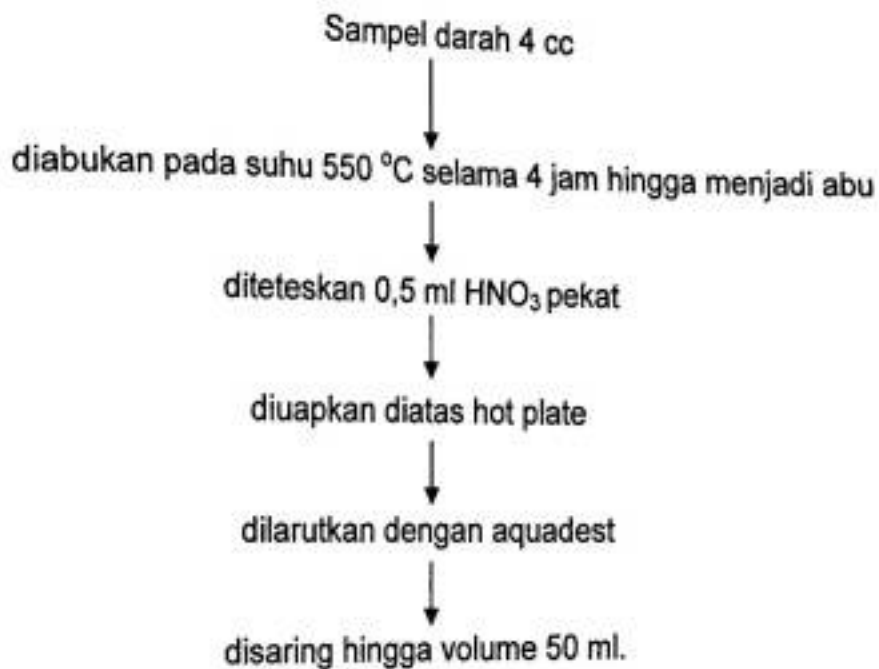 Sampel darah 4 cc
diabukan pada suhu 550 ºC selama 4 jam hingga menjadi abu
diteteskan 0,5 ml HNO₃ pekat
diuapkan diatas hot plate
dilarutkan dengan aquadest
disaring hingga volume 50 ml.